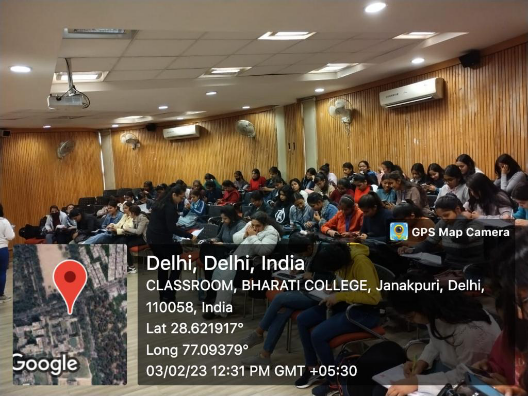 GPS Map Camera
Delhi, Delhi, India
CLASSROOM, BHARATI COLLEGE, Janakpuri, Delhi,
110058, India
Lat 28.621917°
Long 77.09379°
03/02/23 12:31 PM GMT +05:30
Google